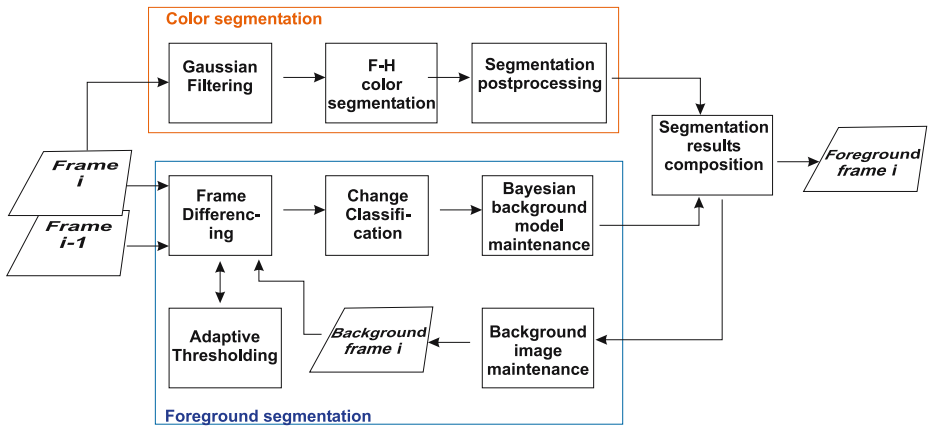 Color segmentation
Gaussian
Filtering
F-H
color
segmentation
Segmentation
postprocessing
Segmentation
results
composition
Foreground
frame i
Frame
i
Frame
i-1
Frame
Differenc-
ing
Change
Classifi-
cation
Bayesian
background
model
maintenance
Adaptive
Thresholding
Background
frame i
Background
image
maintenance
Foreground segmentation